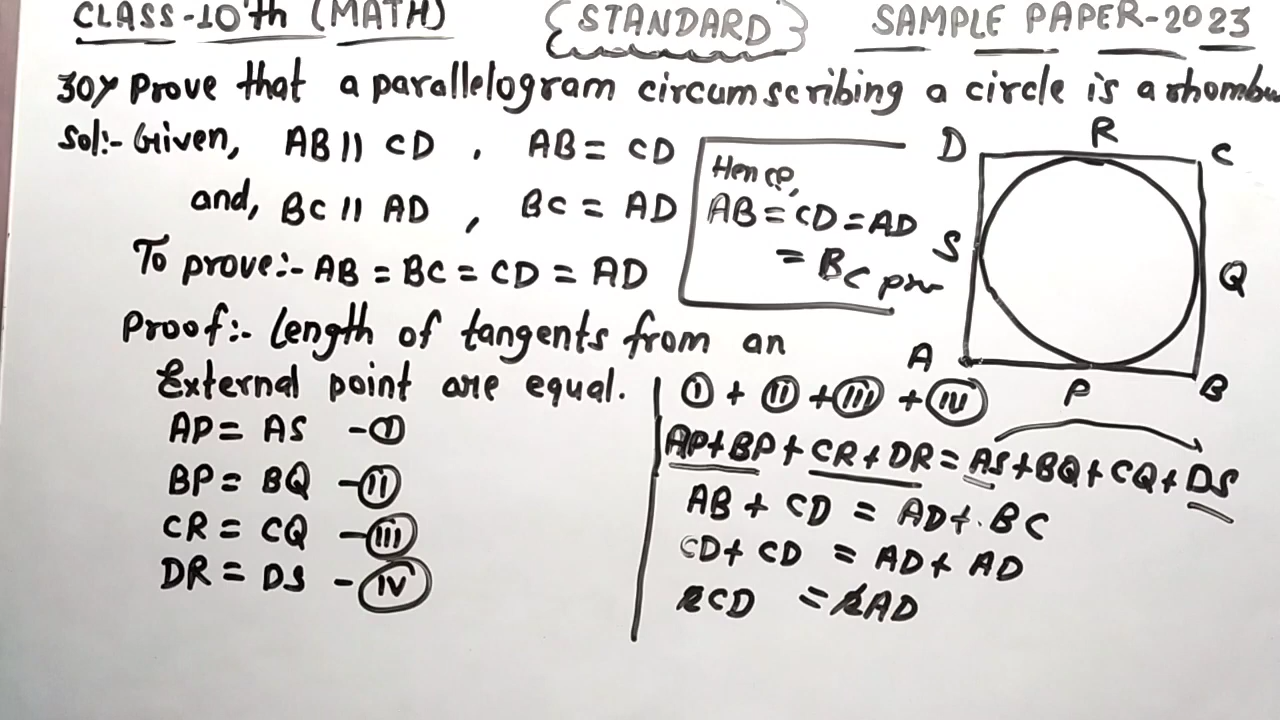 CLASS-10'th (MATH) {STANDARD} SAMPLE PAPER-2023
30) Prove that a parallelogram circumscribing a circle is a rhombu
Sol:- Given, AB || CD , AB = CD
and, BC || AD , BC = AD
To prove:- AB = BC = CD = AD
Proof:- Length of tangents from an
External point are equal.
AP = AS - I
BP = BQ - II
CR = CQ - III
DR = DS - IV
Hence,
AB = CD = AD
= BC
D R C
S Q
A P B
I + II + III + IV
AP + BP + CR + DR = AS + BQ + CQ + DS
AB + CD = AD + BC
CD + CD = AD + AD
2CD = 2AD